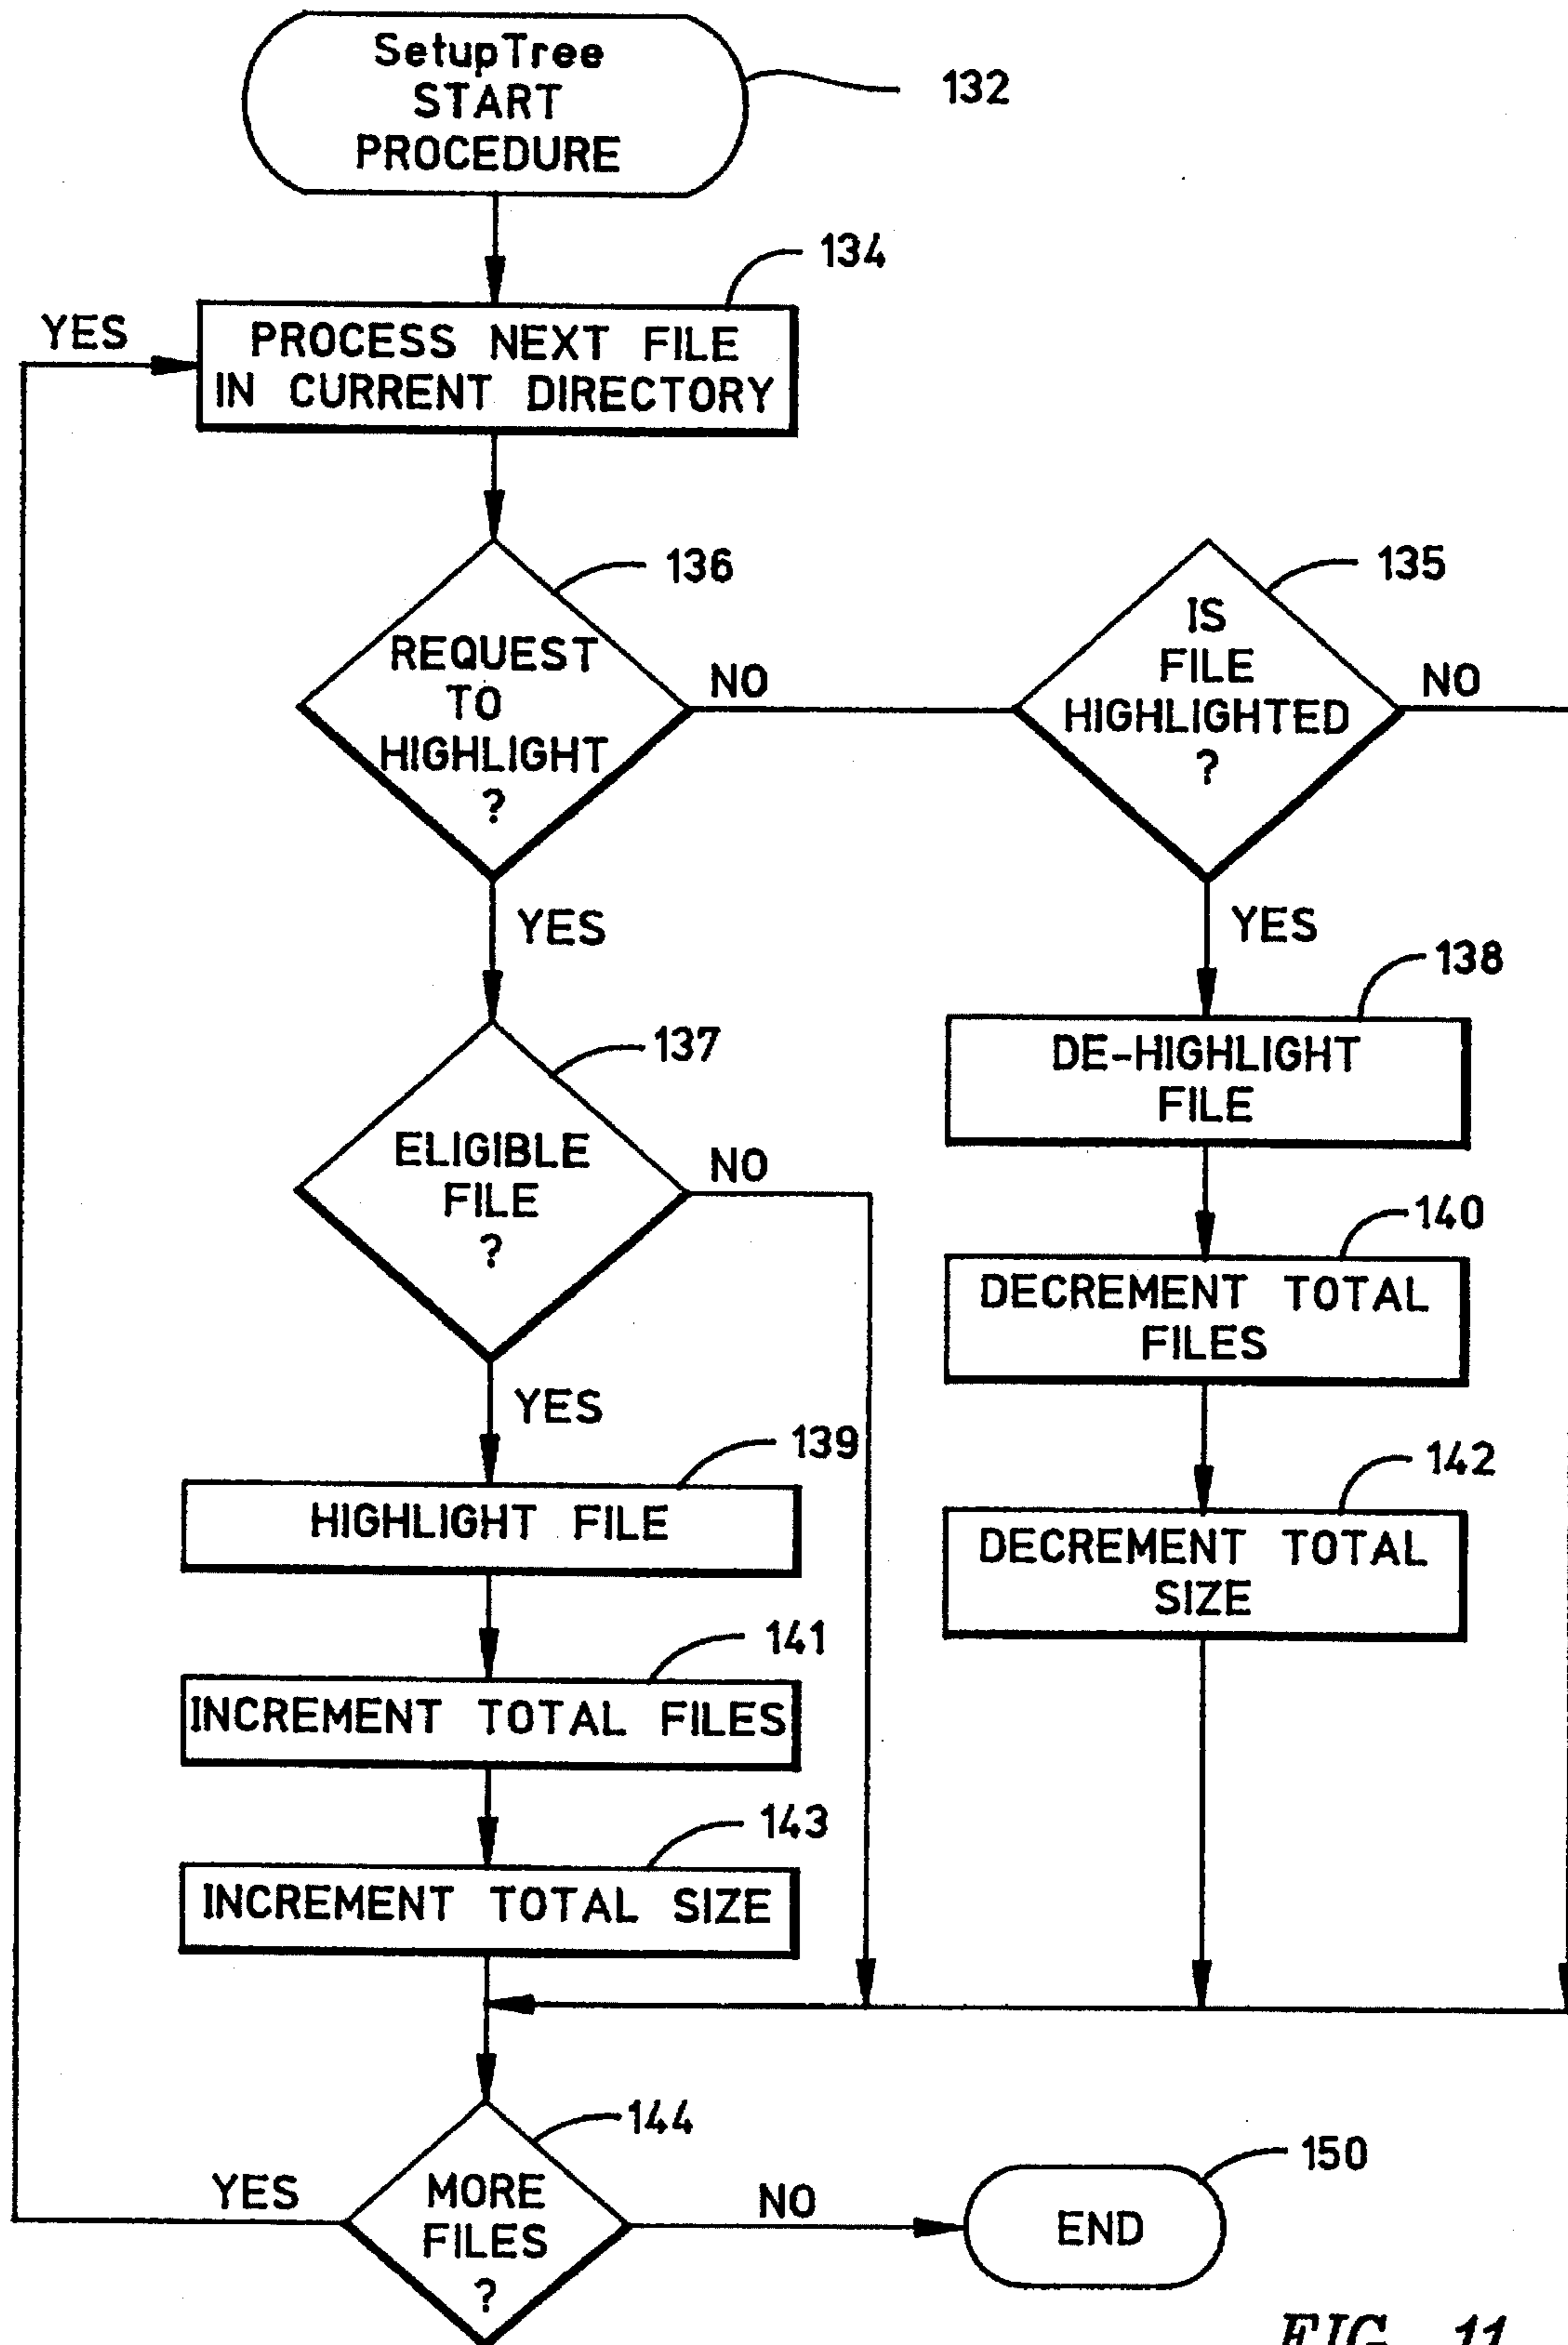 SetupTree
START
PROCEDURE
132
134
YES
PROCESS NEXT FILE
IN CURRENT DIRECTORY
136
REQUEST
TO
HIGHLIGHT
?
NO
135
IS
FILE
HIGHLIGHTED
?
NO
YES
YES
138
DE-HIGHLIGHT
FILE
137
ELIGIBLE
FILE
?
NO
140
DECREMENT TOTAL
FILES
YES
139
HIGHLIGHT FILE
142
DECREMENT TOTAL
SIZE
141
INCREMENT TOTAL FILES
143
INCREMENT TOTAL SIZE
144
MORE
FILES
?
YES
NO
150
END
FIG. 11